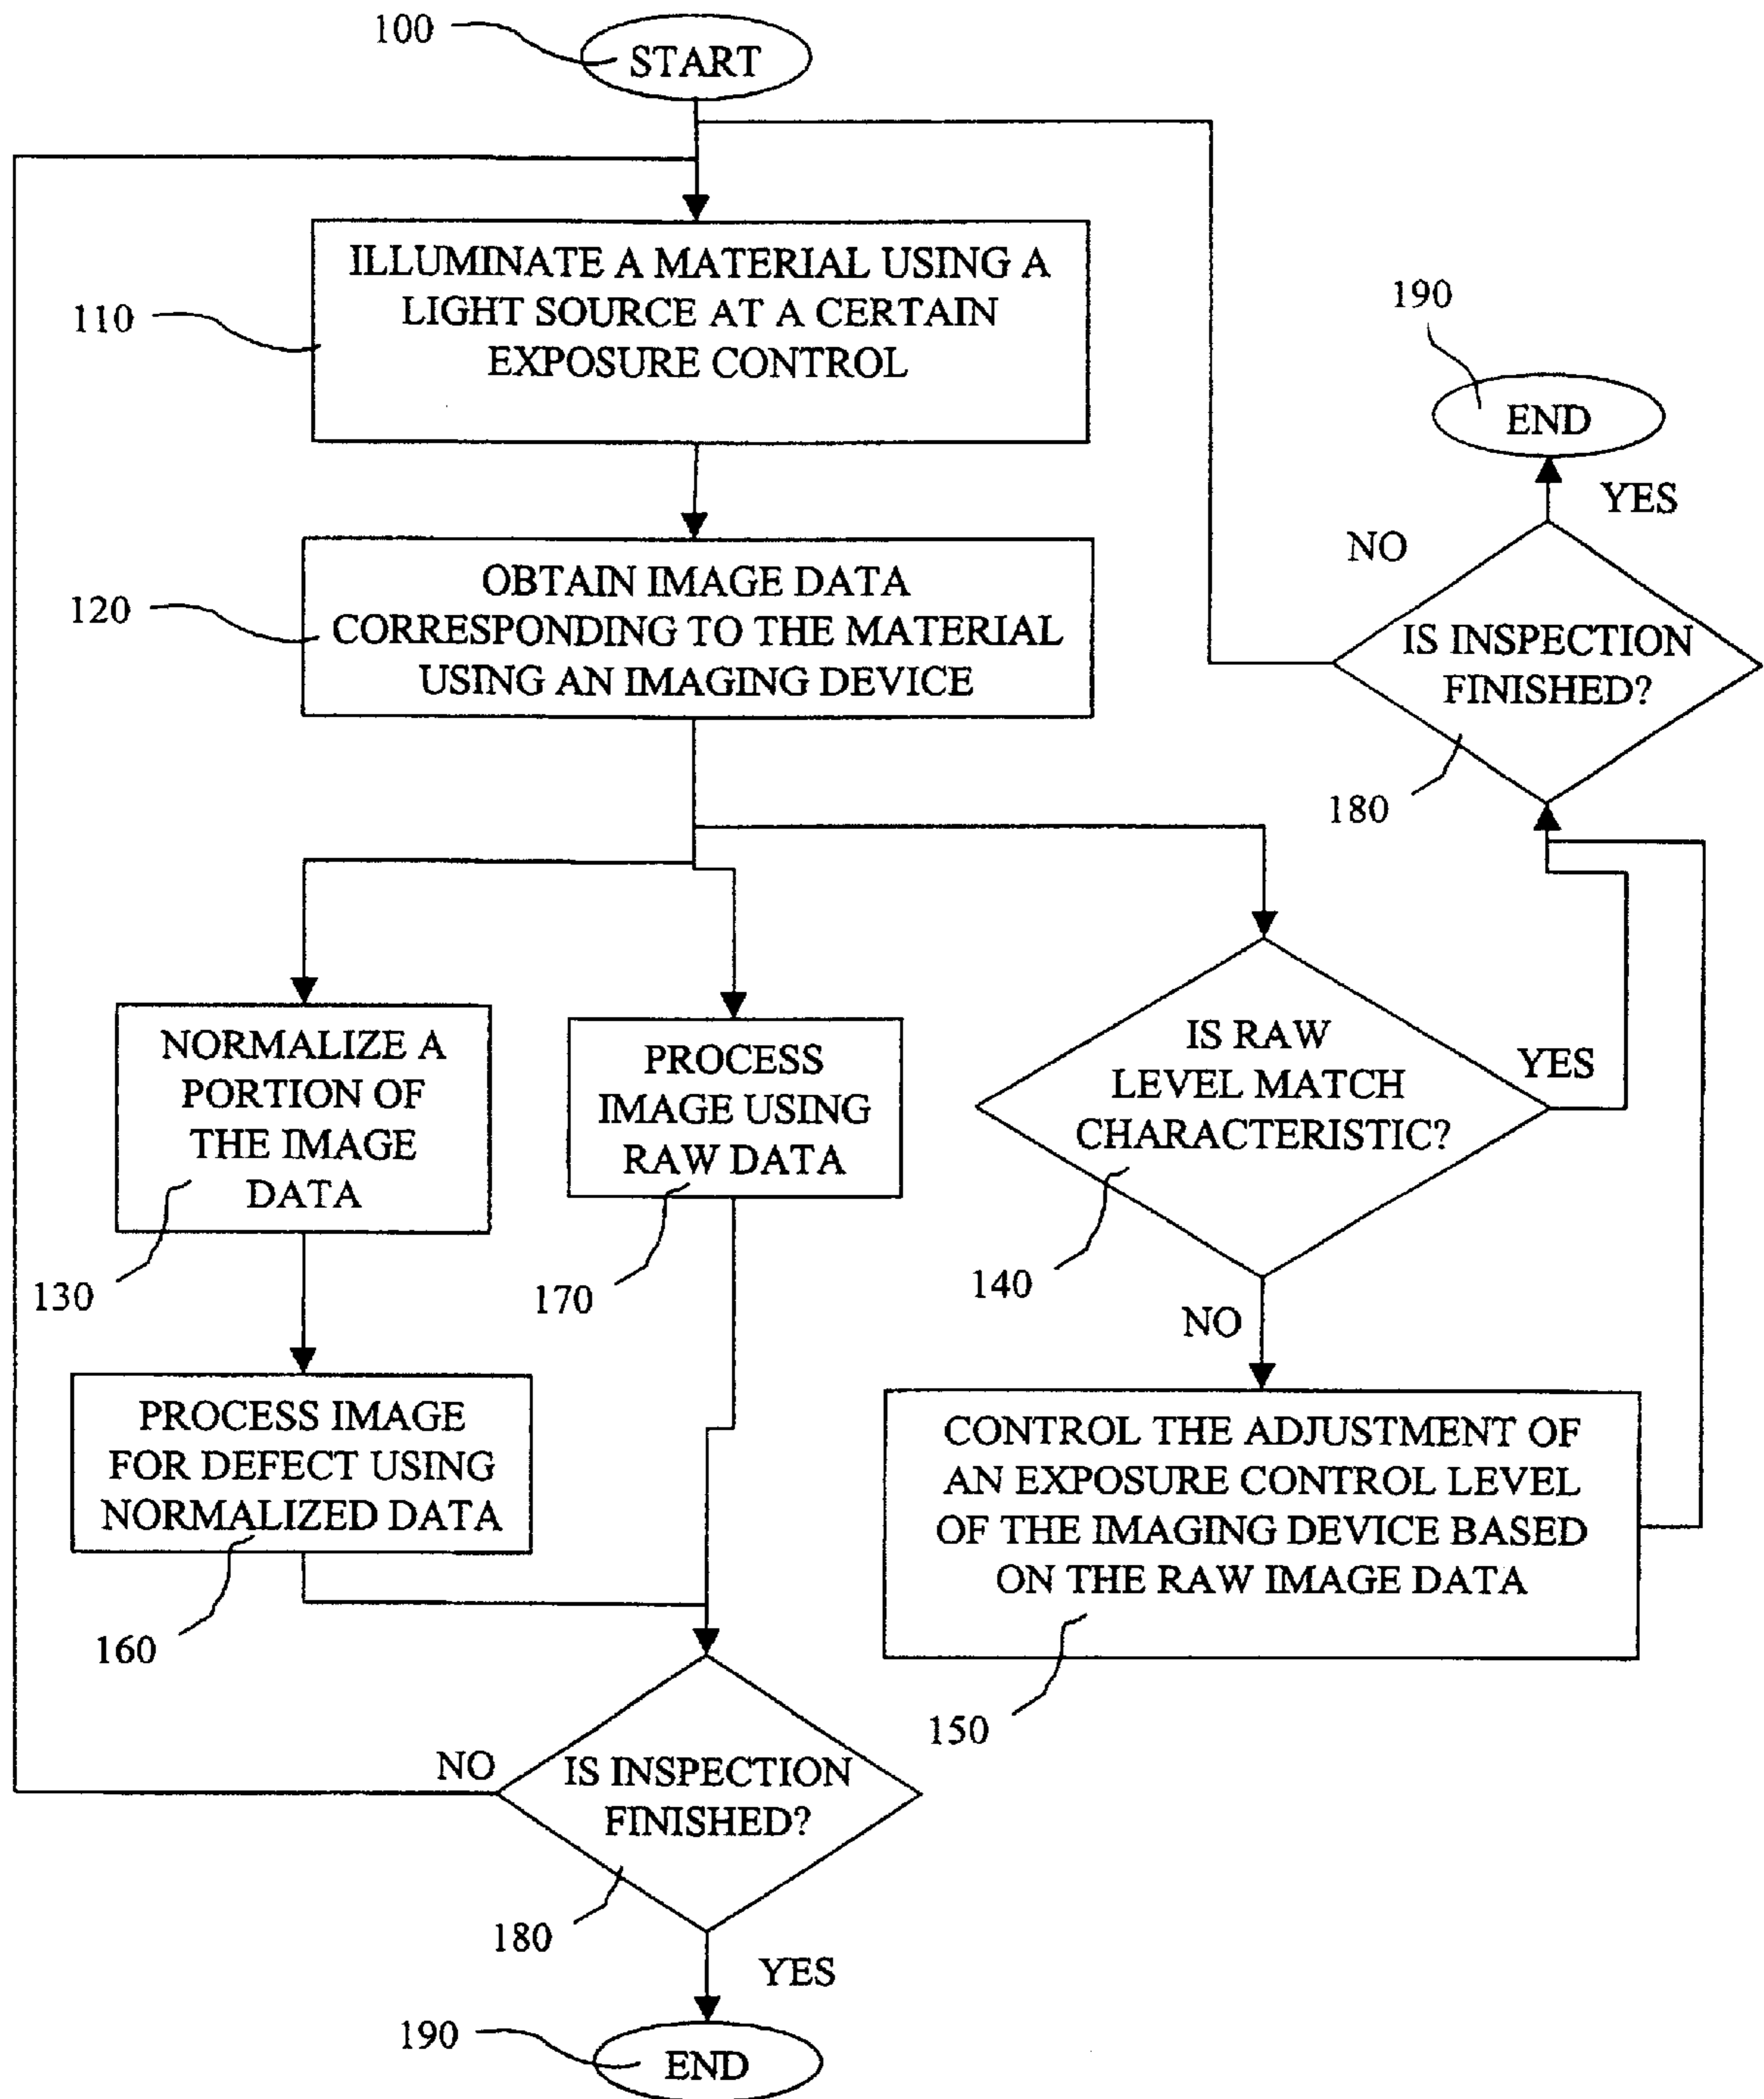 100
START
ILLUMINATE A MATERIAL USING A
LIGHT SOURCE AT A CERTAIN
EXPOSURE CONTROL
110
190
END
YES
NO
OBTAIN IMAGE DATA
CORRESPONDING TO THE MATERIAL
USING AN IMAGING DEVICE
120
IS INSPECTION
FINISHED?
180
NORMALIZE A
PORTION OF
THE IMAGE
DATA
130
PROCESS
IMAGE USING
RAW DATA
170
IS RAW
LEVEL MATCH
CHARACTERISTIC?
YES
140
NO
PROCESS IMAGE
FOR DEFECT USING
NORMALIZED DATA
160
CONTROL THE ADJUSTMENT OF
AN EXPOSURE CONTROL LEVEL
OF THE IMAGING DEVICE BASED
ON THE RAW IMAGE DATA
150
NO
IS INSPECTION
FINISHED?
180
YES
190
END